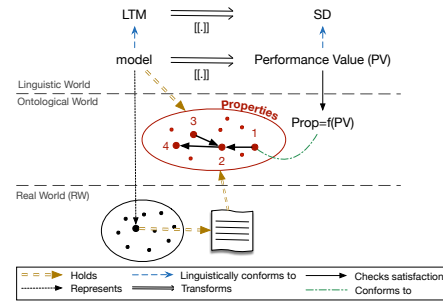 LTM
SD
[[.]]
model
Performance Value (PV)
[[.]]
Linguistic World
Ontological World
Properties
Prop=f(PV)
3
1
4
2
Real World (RW)
Holds
Linguistically conforms to
Checks satisfaction
Represents
Transforms
Conforms to